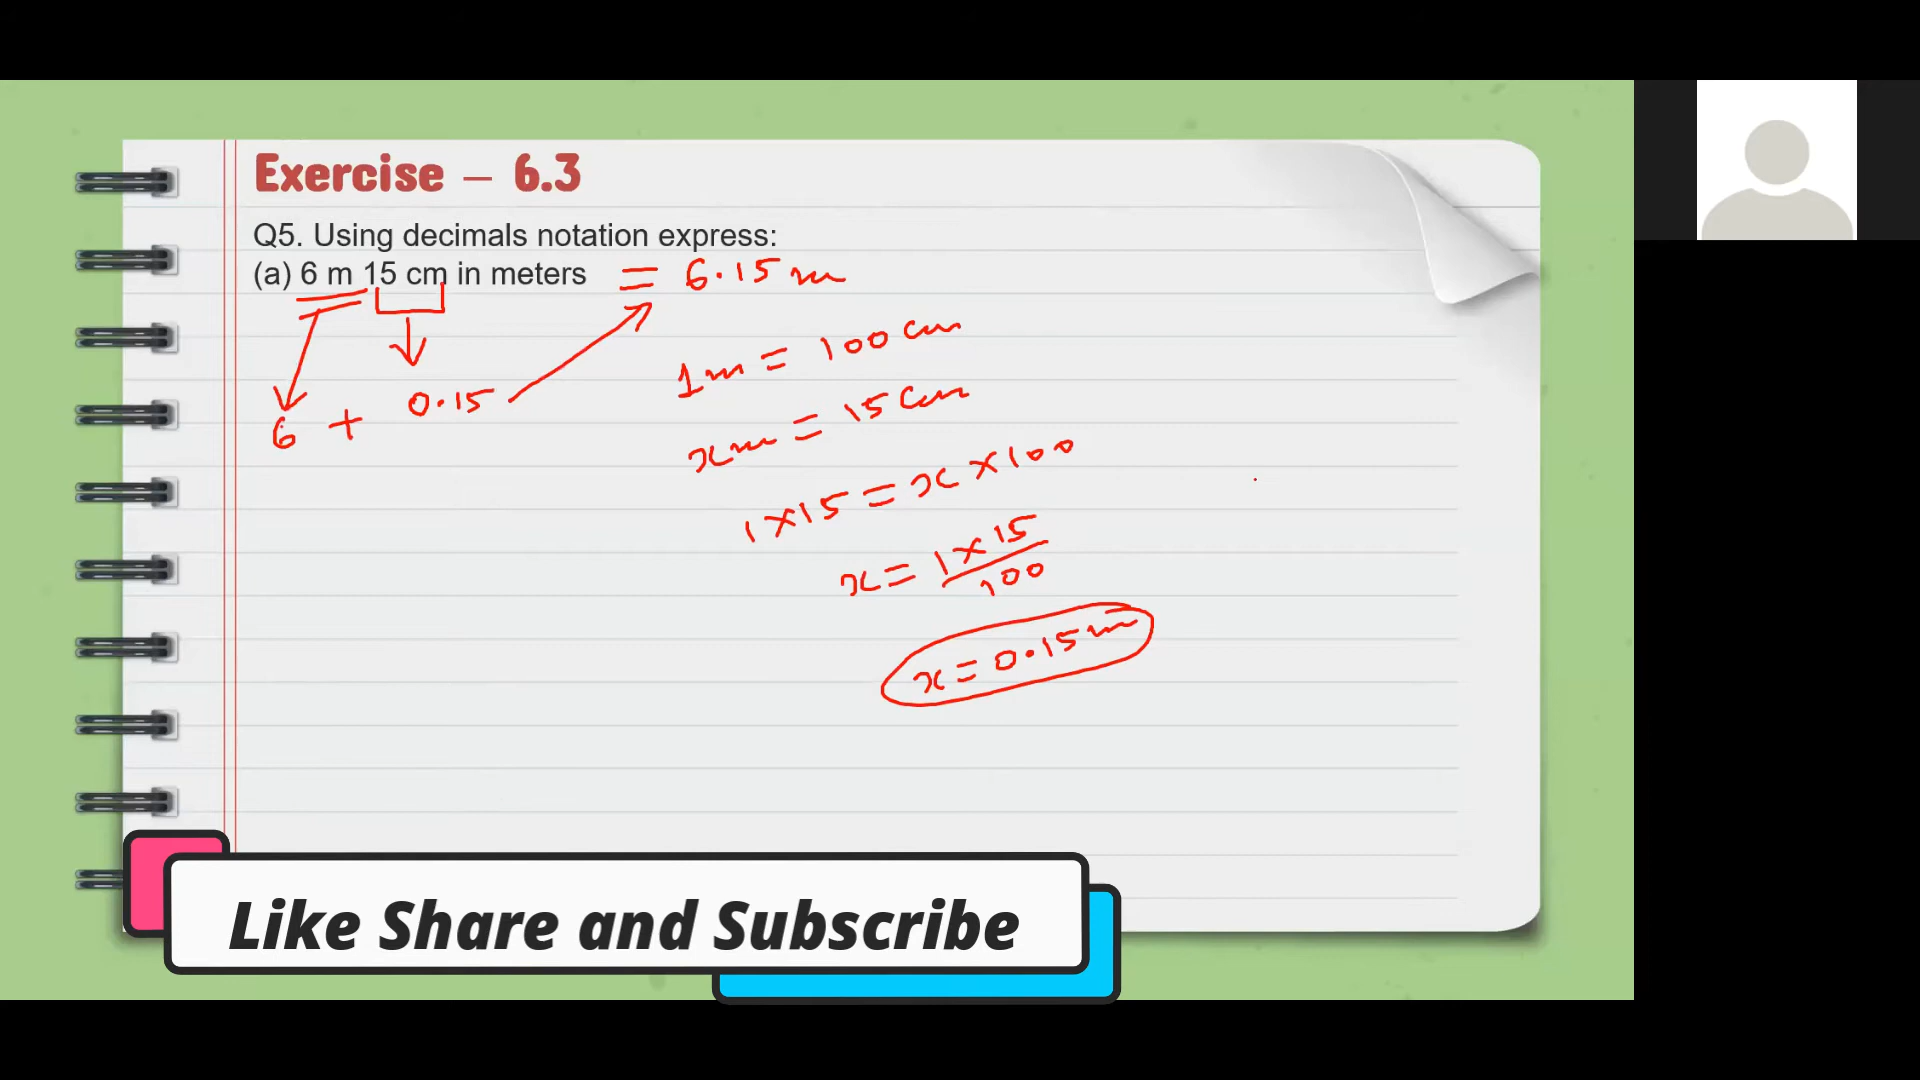 Exercise – 6.3
Q5. Using decimals notation express:
(a) 6 m 15 cm in meters = 6.15 m
6 + 0.15
1m = 100 cm
xm = 15 cm
1×15 = x×100
x = 1×15/100
x = 0.15m
Like Share and Subscribe